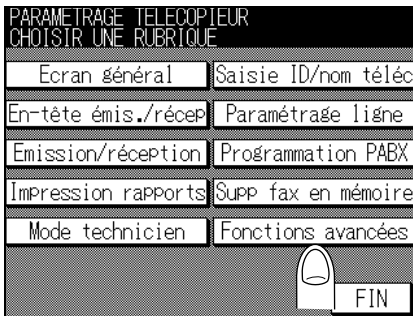 PARAMETRAGE TELECOPIEUR
CHOISIR UNE RUBRIQUE
Ecran général
Saisie ID/nom téléc
En-tête émis./récep
Paramétrage ligne
Emission/réception
Programmation PABX
Impression rapports
Supp fax en mémoire
Mode technicien
Fonctions avancées
FIN